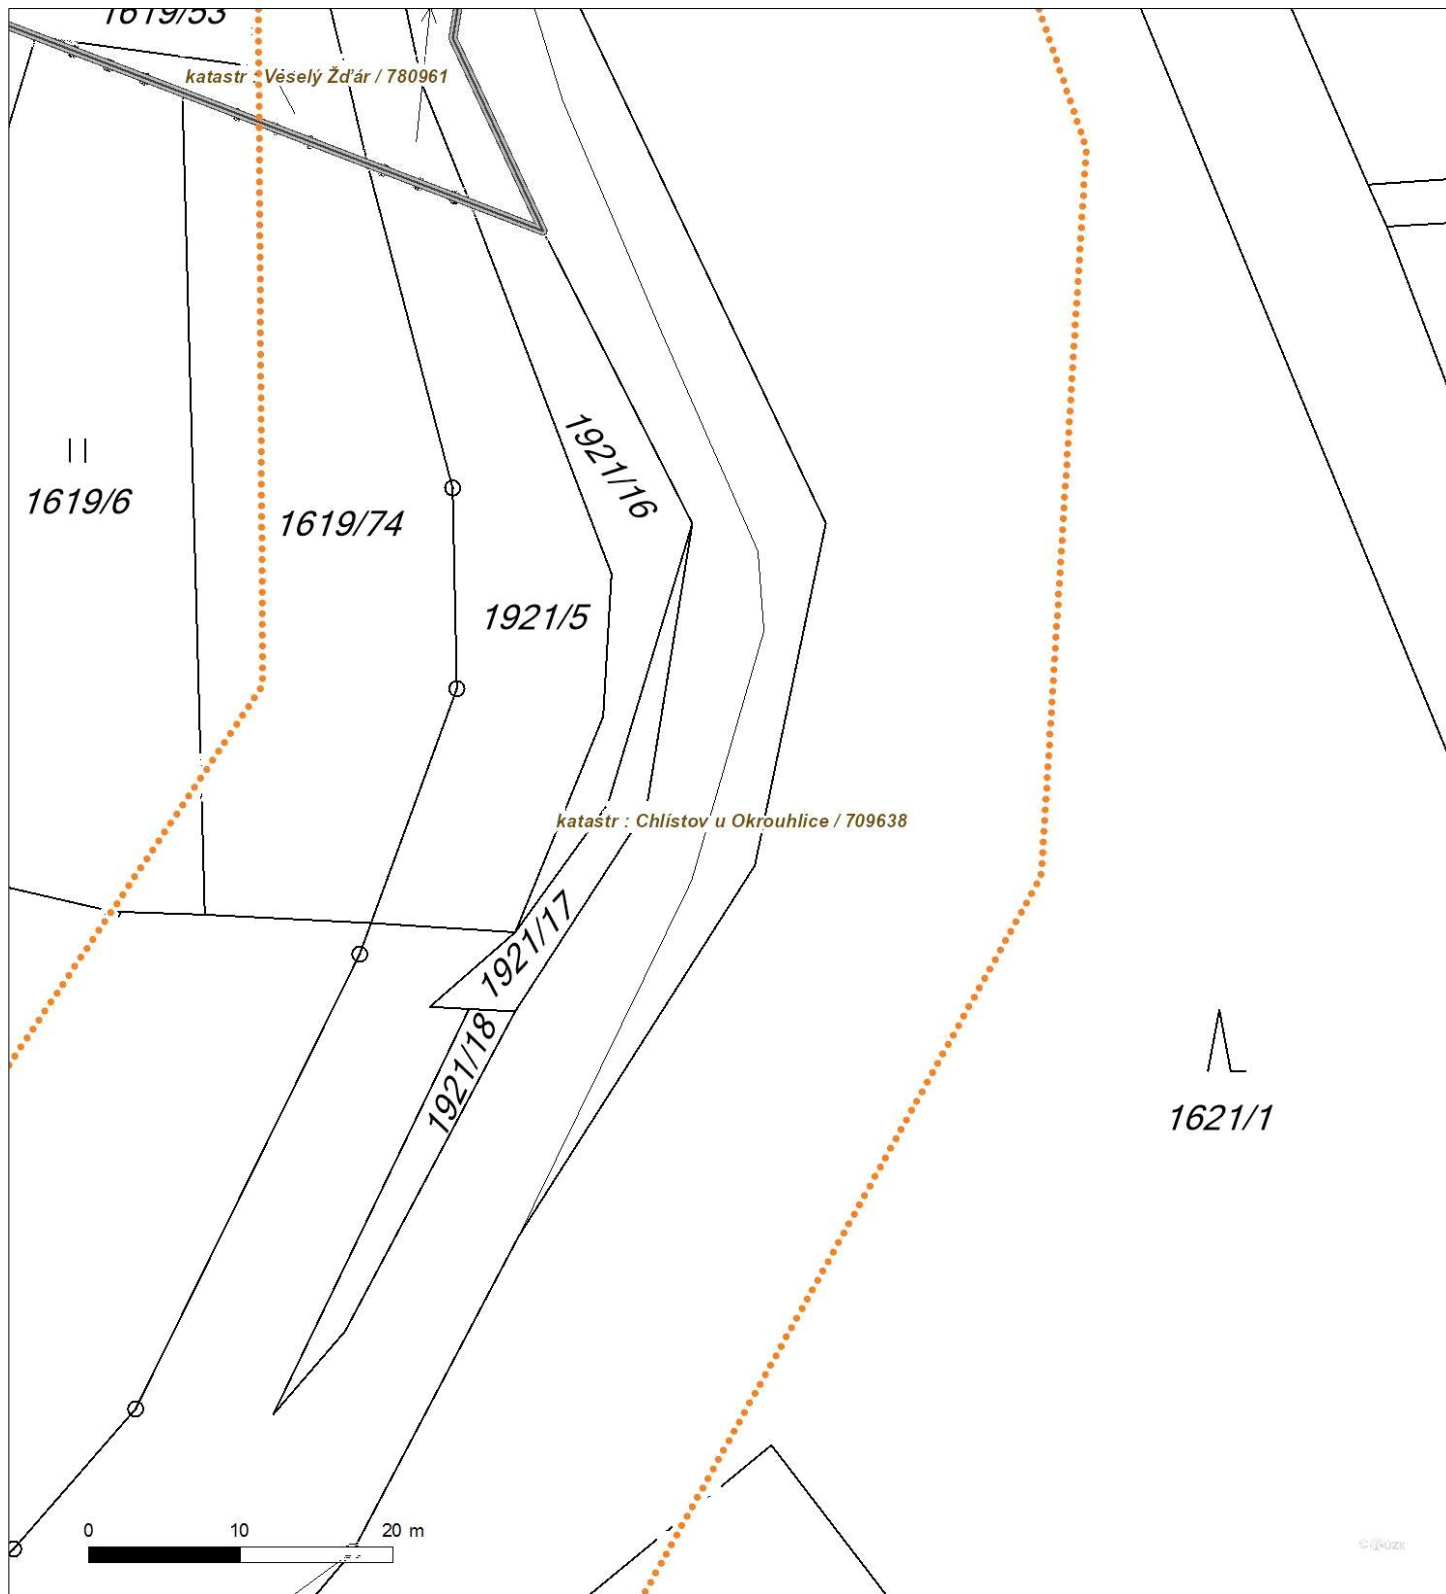 1619/53
katastr : Veselý Žďár / 780961
1921/16
1619/6
1619/74
1921/5
katastr : Chlístov u Okrouhlice / 709638
1921/17
1921/18
1621/1
0 10 20 m